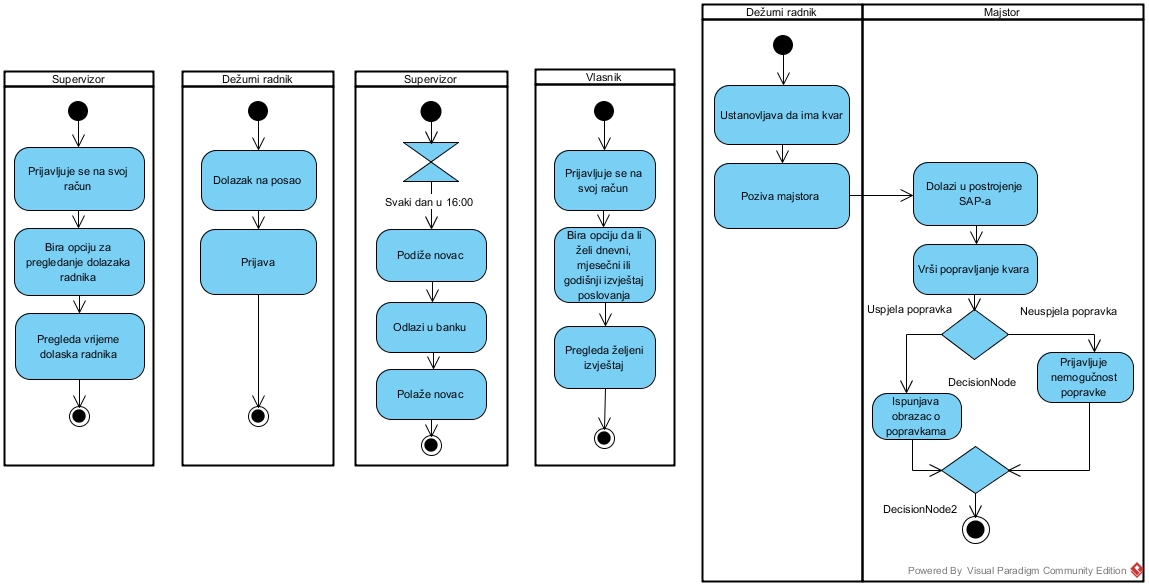 Supervizor
Prijavljuje se na svoj
račun
Bira opciju za
pregledanje dolazaka
radnika
Pregleda vrijeme
dolaska radnika
Dežurni radnik
Dolazak na posao
Prijava
Supervizor
Svaki dan u 16:00
Podiže novac
Odlazi u banku
Polaže novac
Vlasnik
Prijavljuje se na
svoj račun
Bira opciju da li
želi dnevni,
mjesečni ili
godišnji izvještaj
poslovanja
Pregleda željeni
izvještaj
Dežurni radnik
Ustanovljava da ima kvar
Poziva majstora
Majstor
Dolazi u postrojenje
SAP-a
Vrši popravljanje kvara
Uspjela popravka
Neuspjela popravka
DecisionNode
Prijavljuje
nemogučnost
popravke
Ispunjava
obrazac o
popravkama
DecisionNode2
Powered By Visual Paradigm Community Edition